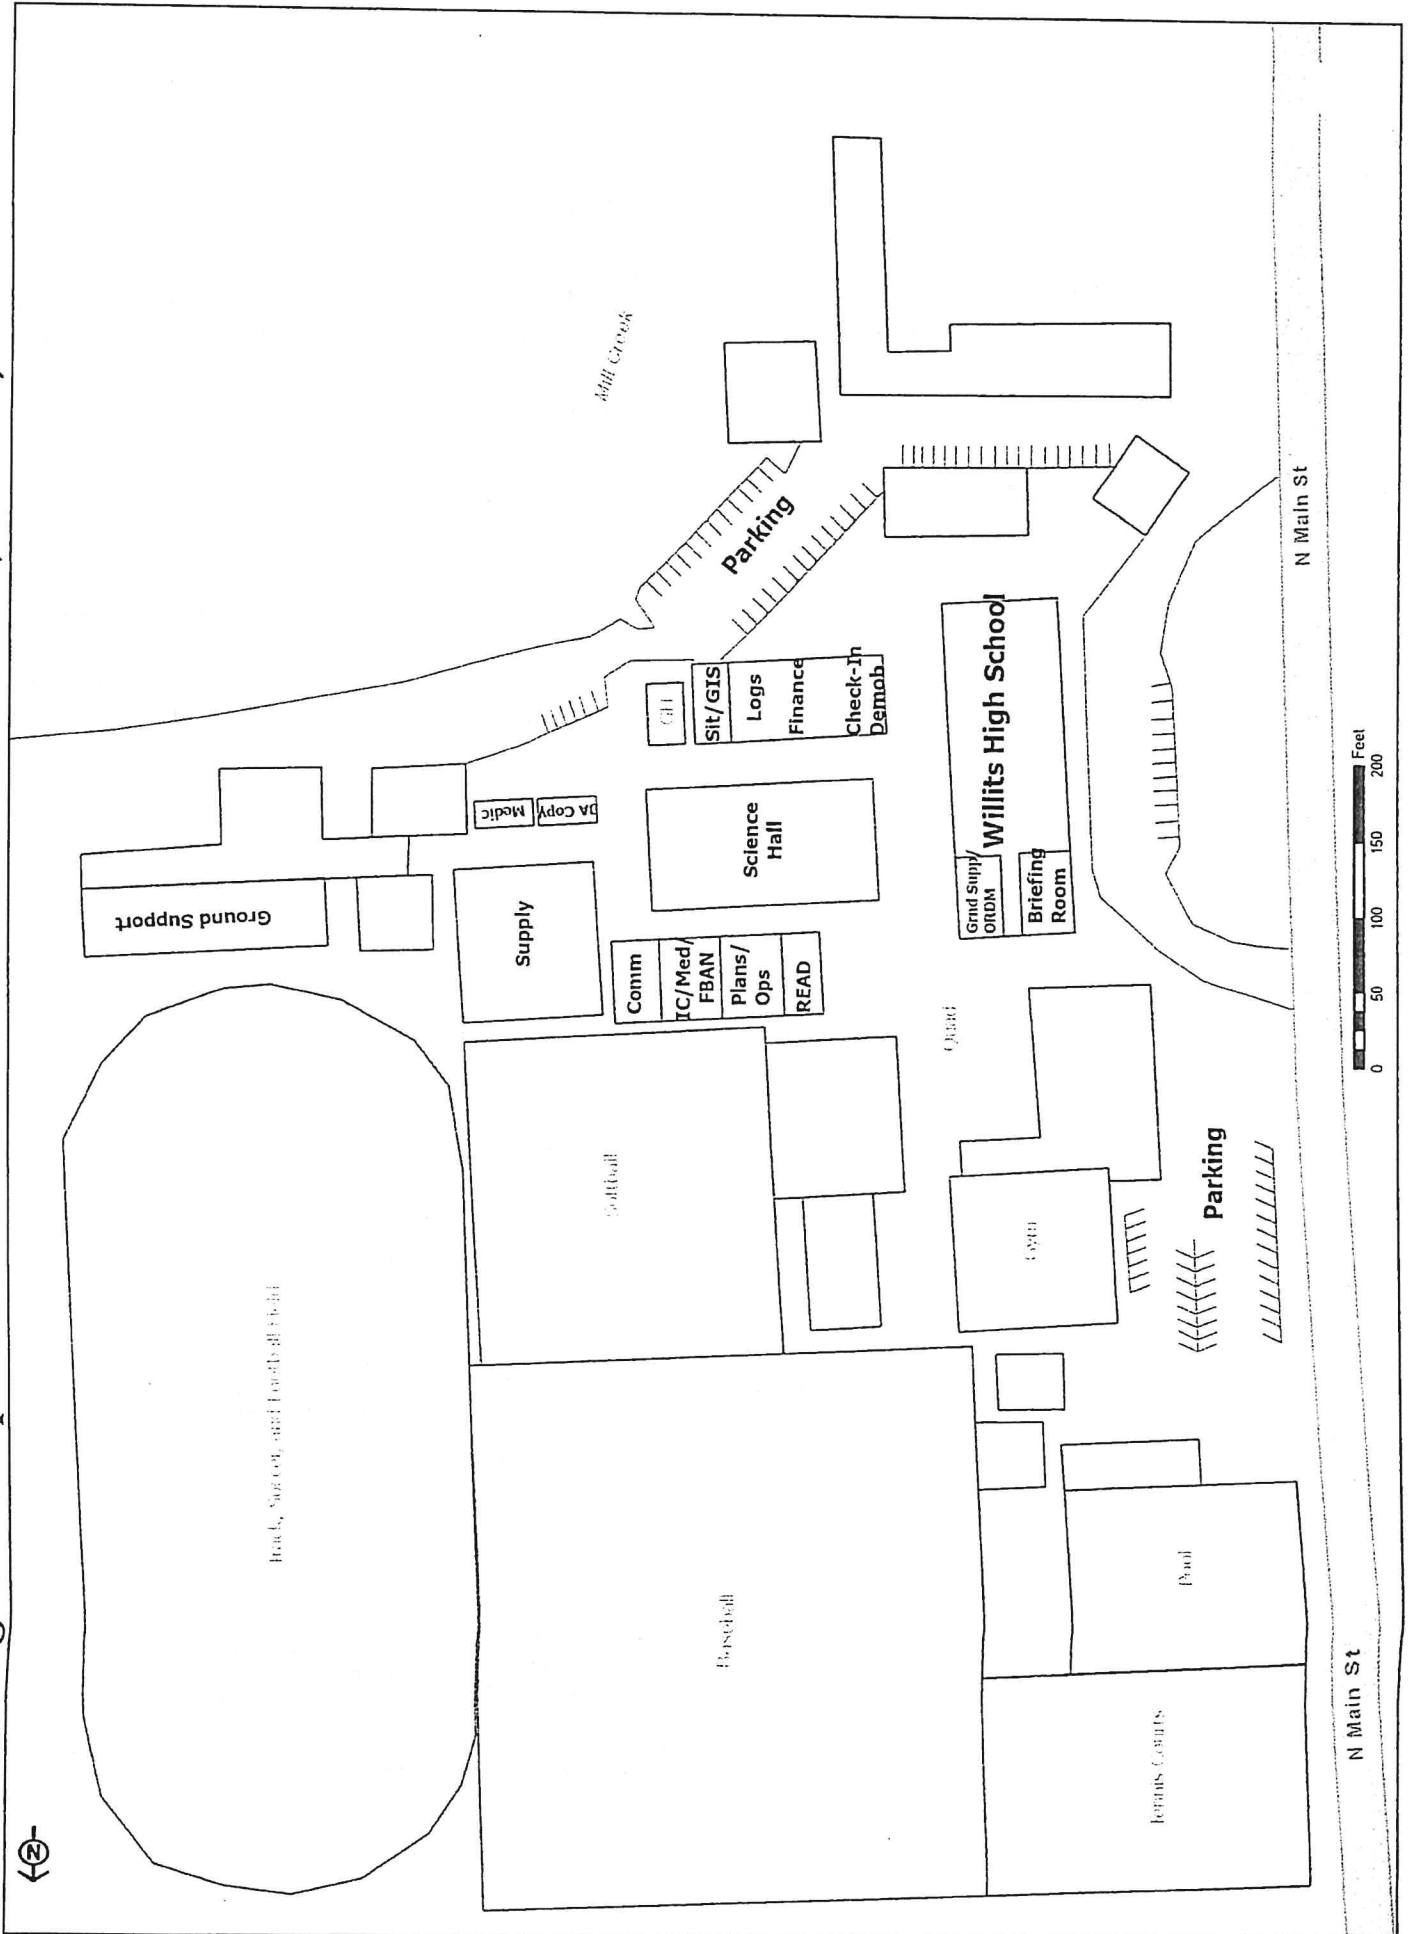 N
Track, Soccer, and Football Field
Ground Support
Mill Creek
Medic
DA Copy
Supply
Softball
Baseball
Comm
IC/Med/
FBAN
Plans/
Ops
READ
Science
Hall
Sit/GIS
Logs
Finance
Check-In
Demob
Parking
Willits High School
Grnd Supp/
ORDM
Briefing
Room
Quad
Gym
Parking
Pool
Tennis Courts
N Main St
N Main St
0 50 100 150 200
Feet